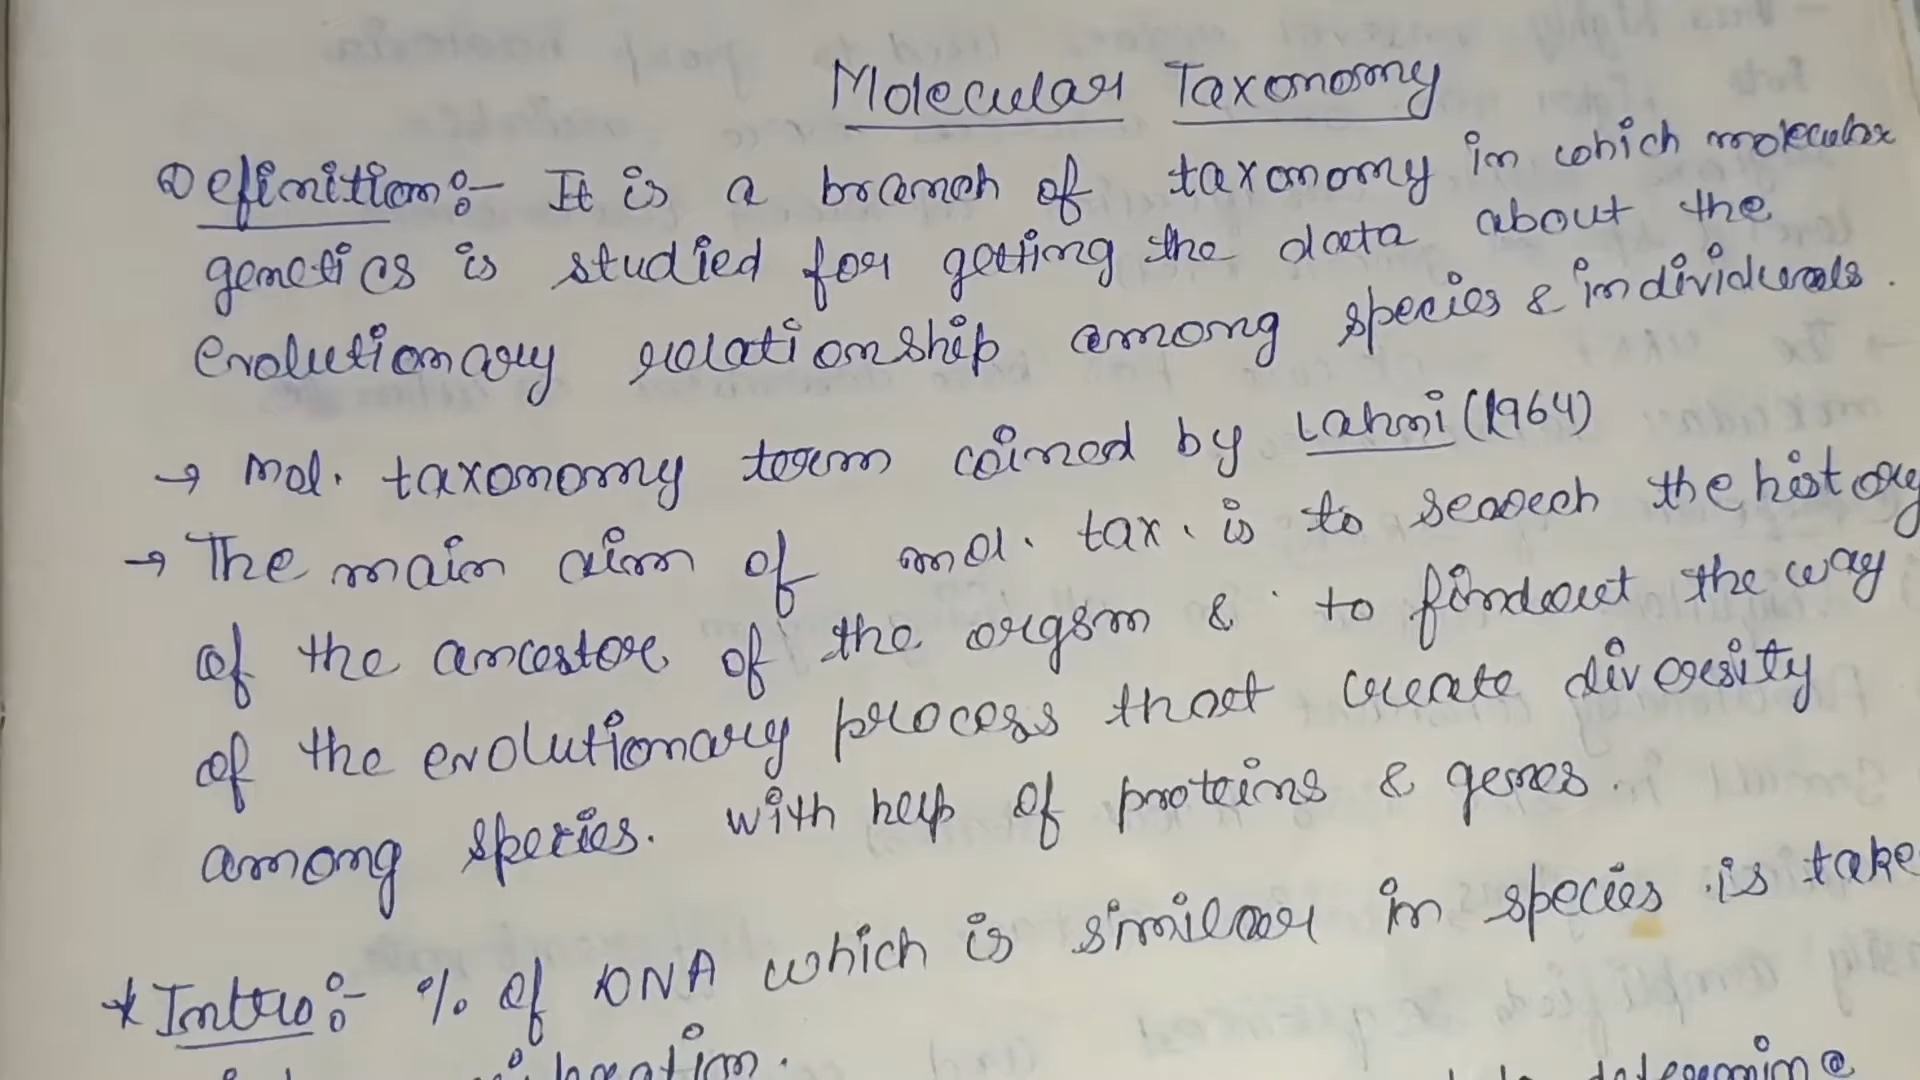 Molecular Taxonomy
Definition:- It is a branch of taxonomy in which molecular
genetics is studied for getting the data about the
evolutionary relationship among species & individuals.
→ Mol. taxonomy term coined by Lahni (1964)
→ The main aim of mol. tax. is to search the history
of the ancestor of the orgsm & to findout the way
of the evolutionary process that create diversity
among species. with help of proteins & genes.
* Intro:- % of DNA which is similar in species is take
determine